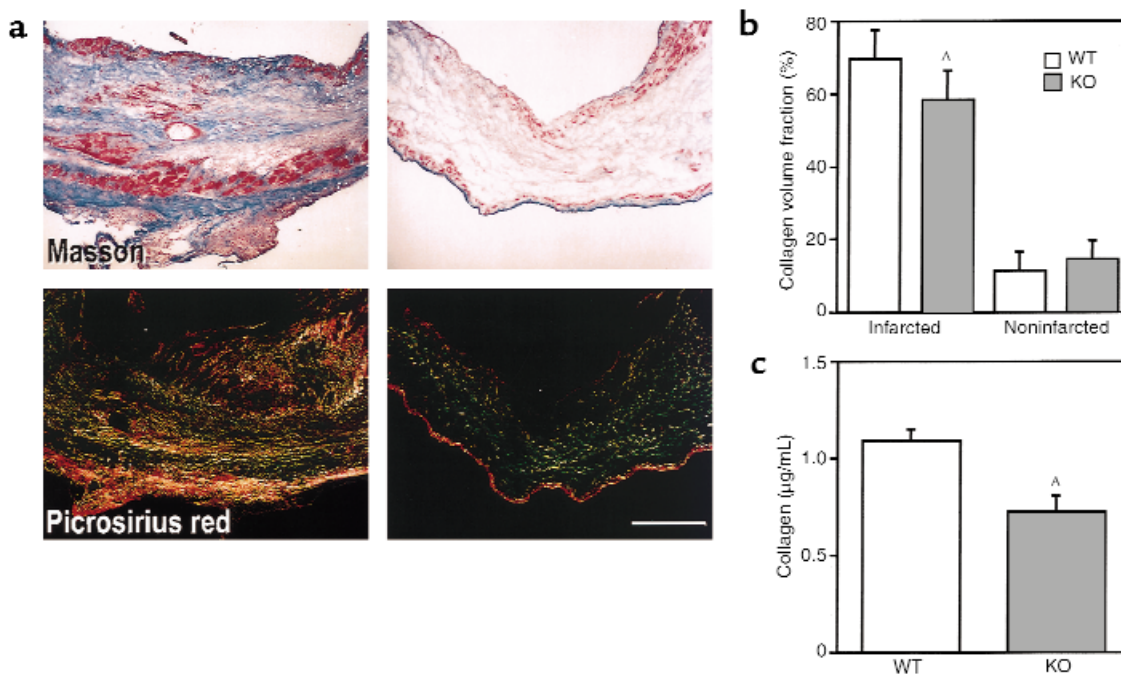 a
Masson
Picrosirius red
b
Collagen volume fraction (%)
80
60
40
20
0
WT
KO
^
Infarcted
Noninfarcted
c
Collagen (µg/mL)
1.5
1.0
0.5
0
^
WT
KO